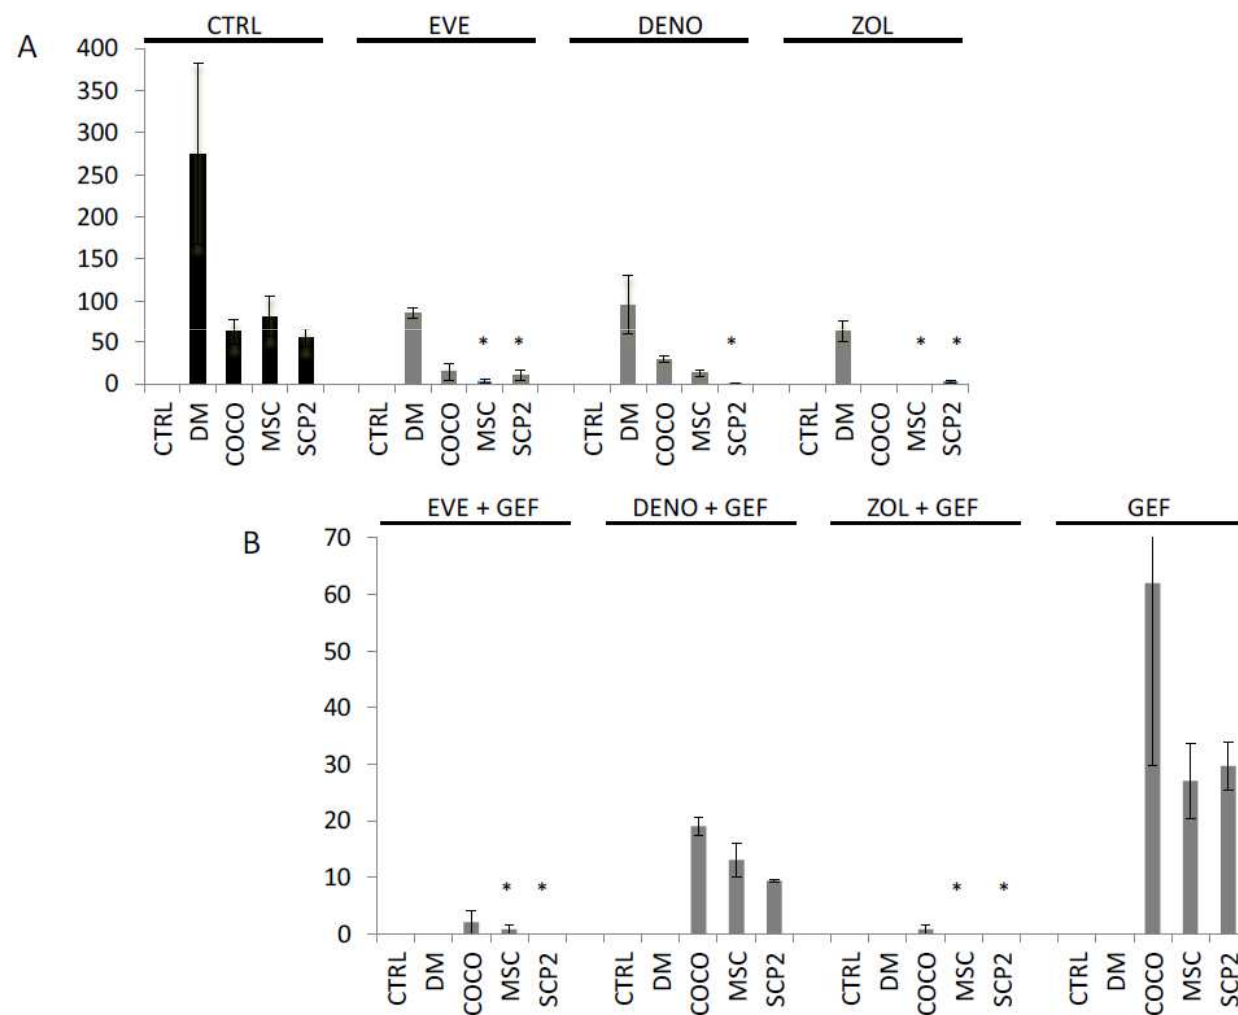 A
CTRL EVE DENO ZOL
400
350
300
250
200
150
100
50
* * * * *
0
CTRL DM COCO MSC SCP2 CTRL DM COCO MSC SCP2 CTRL DM COCO MSC SCP2 CTRL DM COCO MSC SCP2
B
EVE + GEF DENO + GEF ZOL + GEF GEF
70
60
50
40
30
20
10
* * * *
0
CTRL DM COCO MSC SCP2 CTRL DM COCO MSC SCP2 CTRL DM COCO MSC SCP2 CTRL DM COCO MSC SCP2